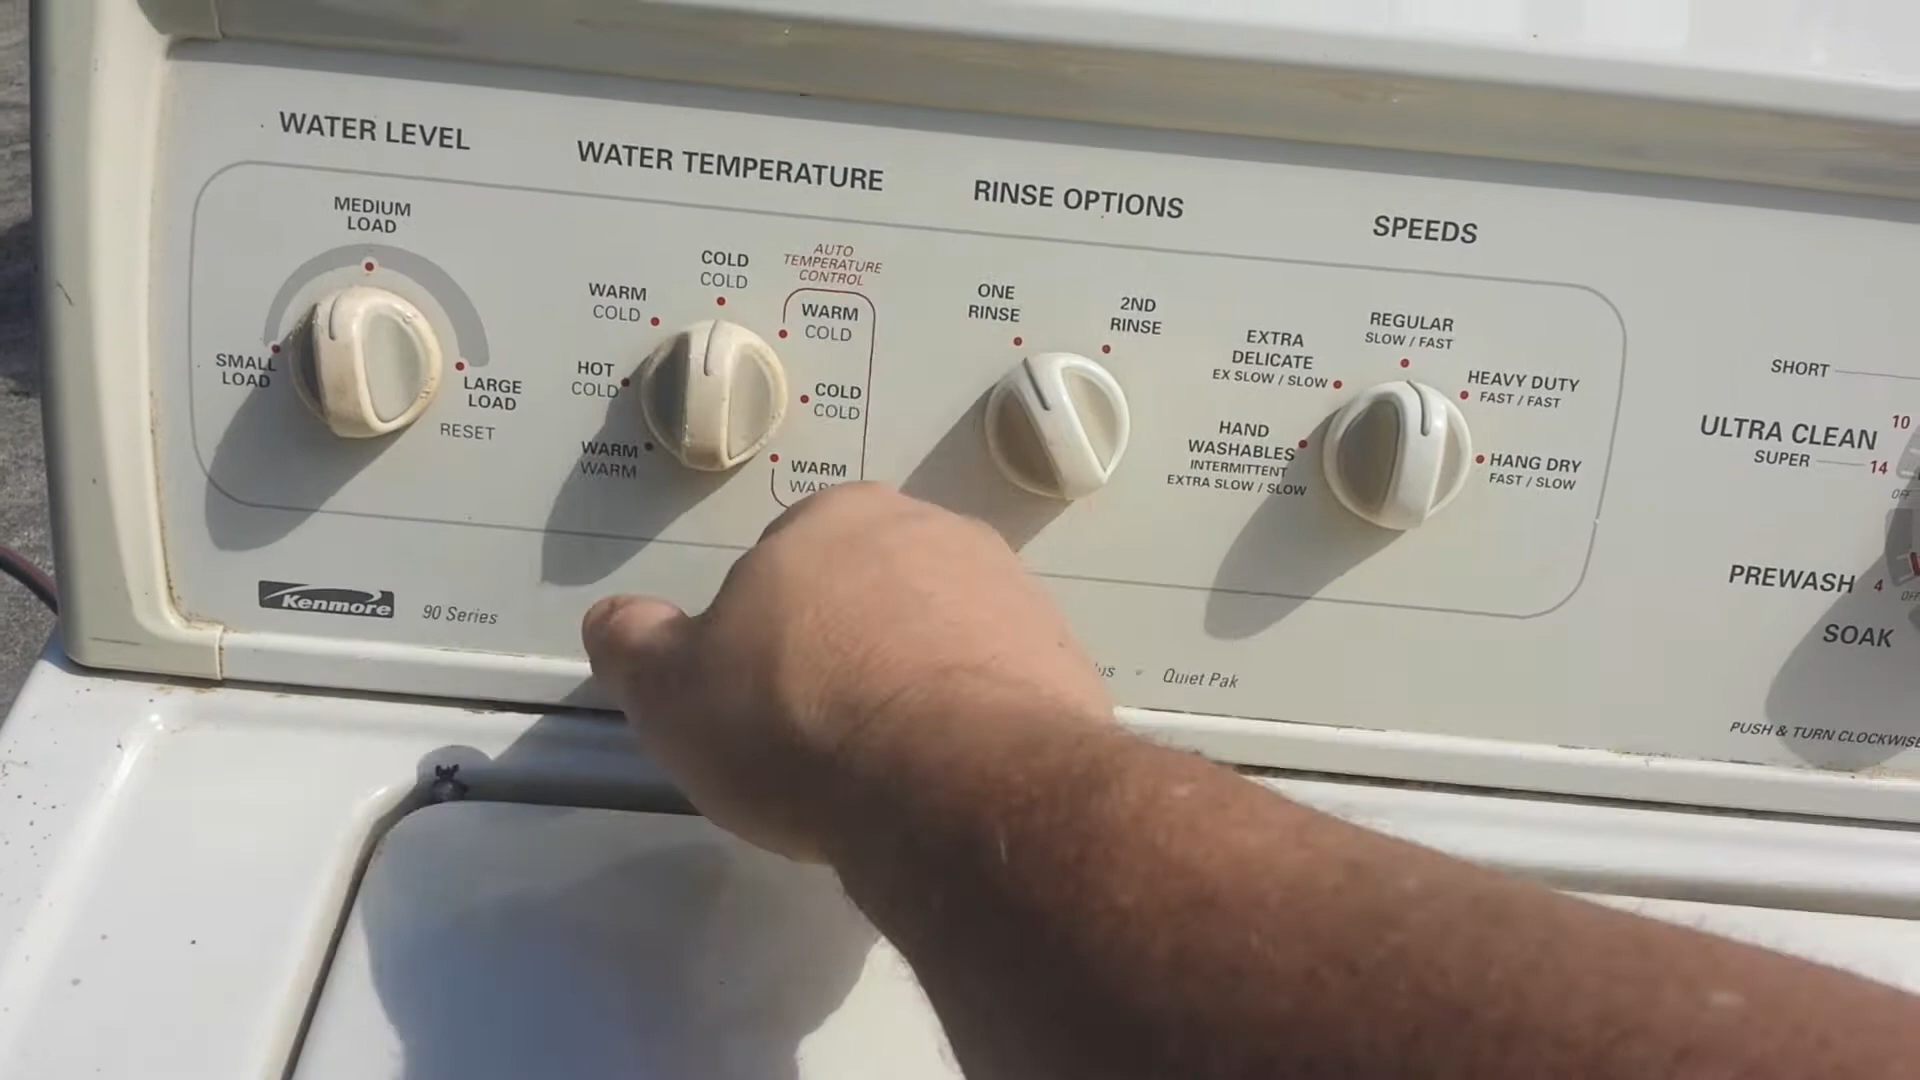 WATER LEVEL
MEDIUM
LOAD
SMALL
LOAD
LARGE
LOAD
RESET
WATER TEMPERATURE
COLD
COLD
WARM
COLD
HOT
COLD
WARM
WARM
AUTO
TEMPERATURE
CONTROL
WARM
COLD
COLD
COLD
WARM
RINSE OPTIONS
ONE
RINSE
2ND
RINSE
SPEEDS
REGULAR
SLOW / FAST
EXTRA
DELICATE
EX SLOW / SLOW
HEAVY DUTY
FAST / FAST
HAND
WASHABLES
INTERMITTENT
EXTRA SLOW / SLOW
HANG DRY
FAST / SLOW
SHORT
10
ULTRA CLEAN
SUPER
14
OFF
PREWASH
4
OFF
SOAK
Kenmore
90 Series
Quiet Pak
PUSH & TURN CLOCKWISE